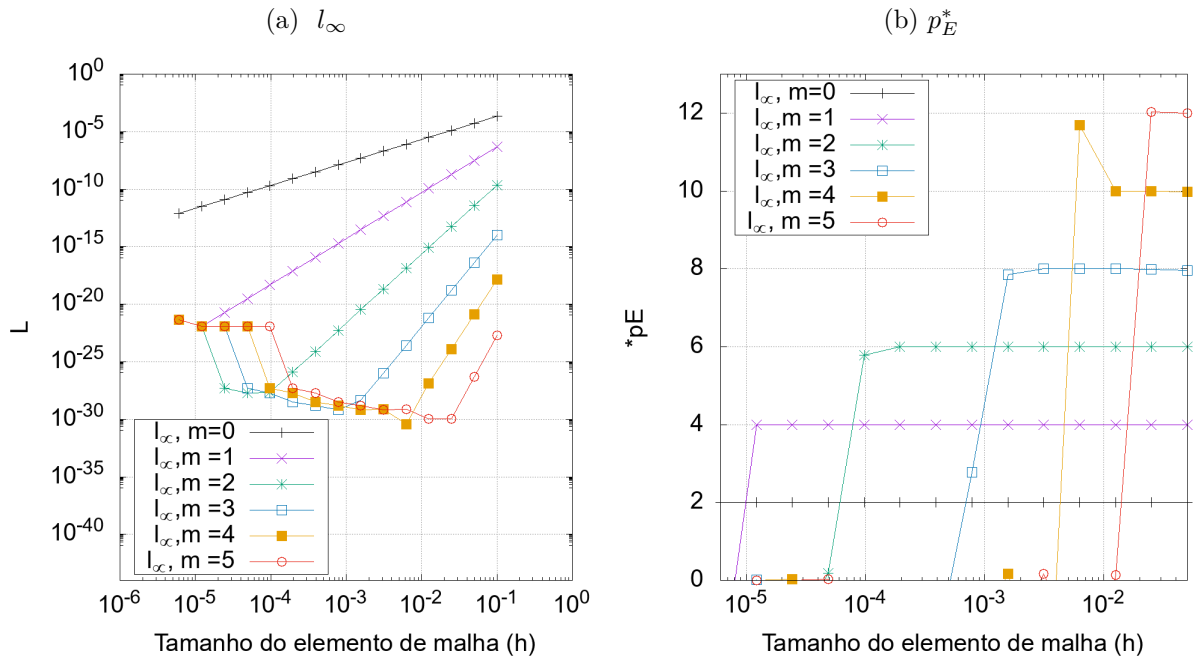 (a) l∞
(b) p*E
L
10^0
10^-5
10^-10
10^-15
10^-20
10^-25
10^-30
10^-35
10^-40
l∞, m=0
l∞,m =1
l∞,m =2
l∞,m =3
l∞,m =4
l∞, m =5
10^-6 10^-5 10^-4 10^-3 10^-2 10^-1 10^0
Tamanho do elemento de malha (h)
*pE
12
10
8
6
4
2
0
l∞, m=0
l∞,m =1
l∞,m =2
l∞,m =3
l∞,m =4
l∞, m =5
10^-5 10^-4 10^-3 10^-2
Tamanho do elemento de malha (h)